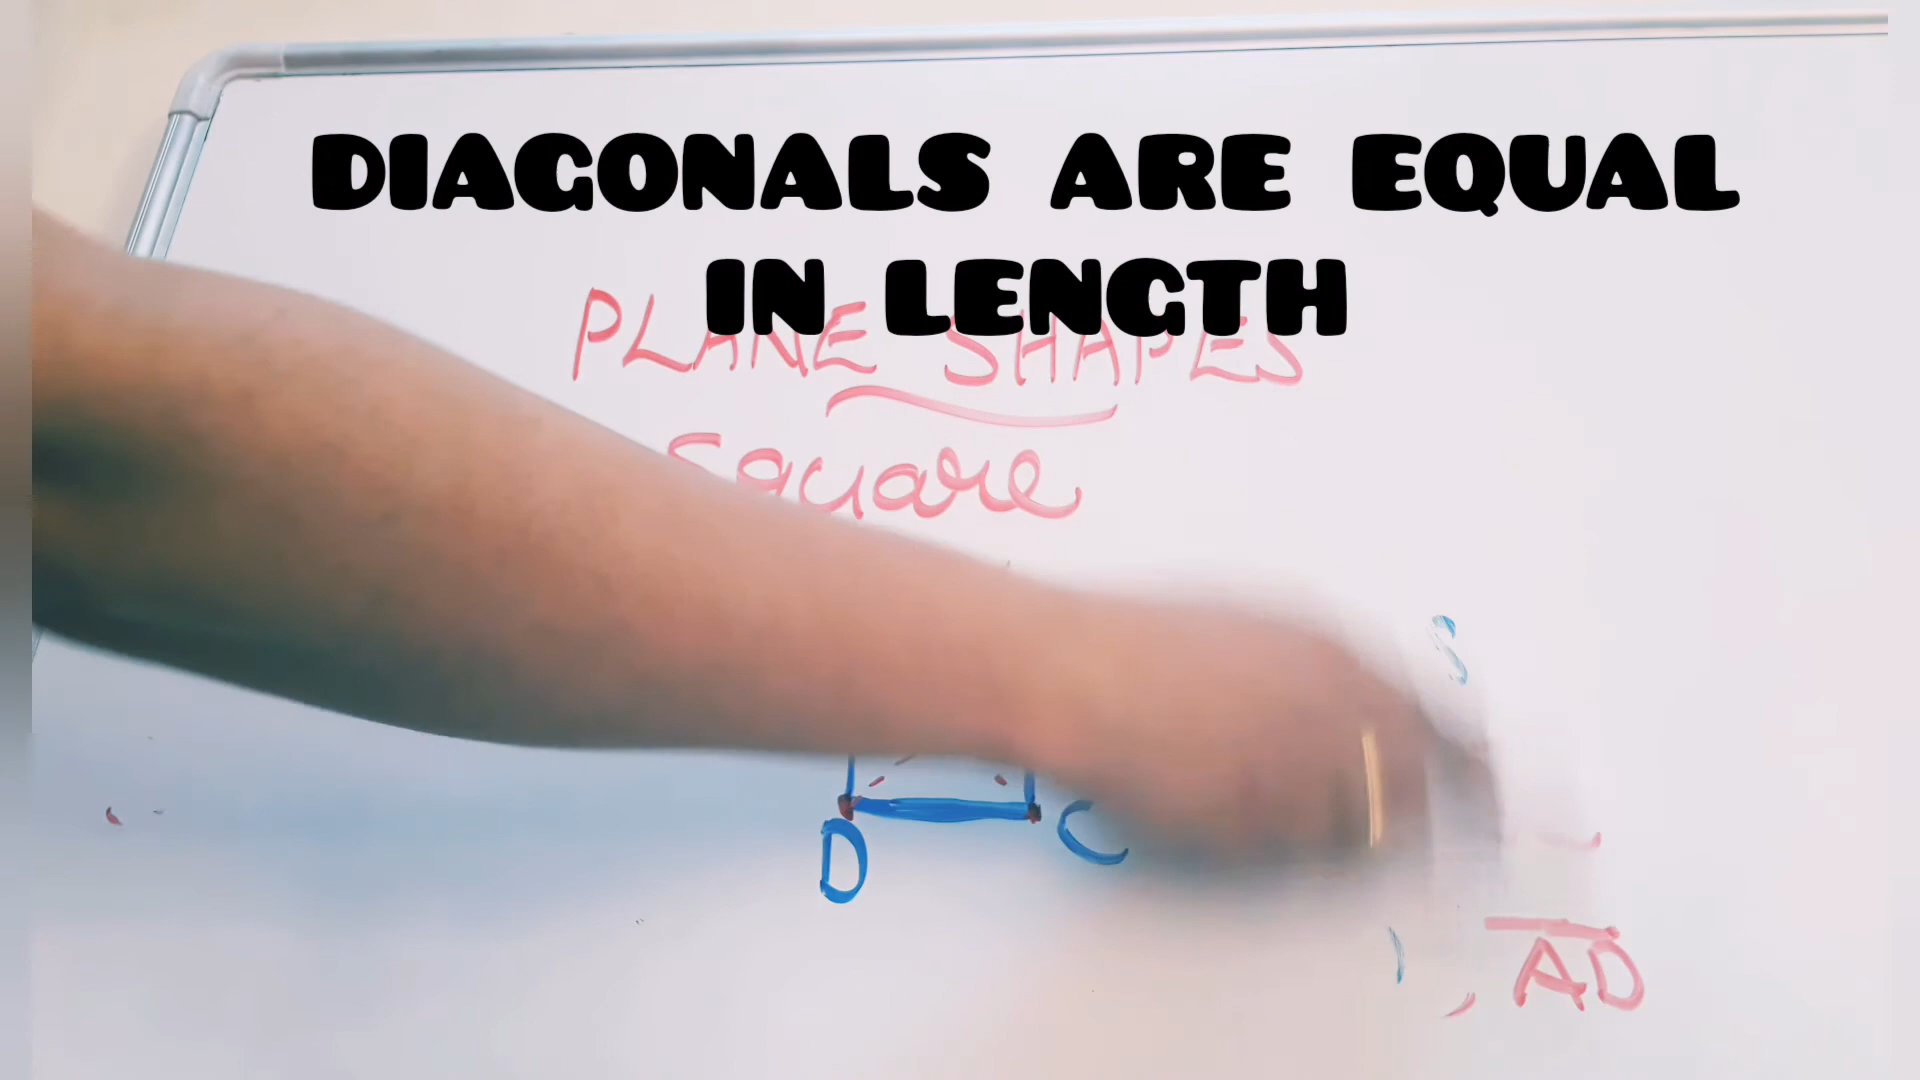 DIAGONALS ARE EQUAL
IN LENGTH
PLANE SHAPES
Square
D
C
, AD